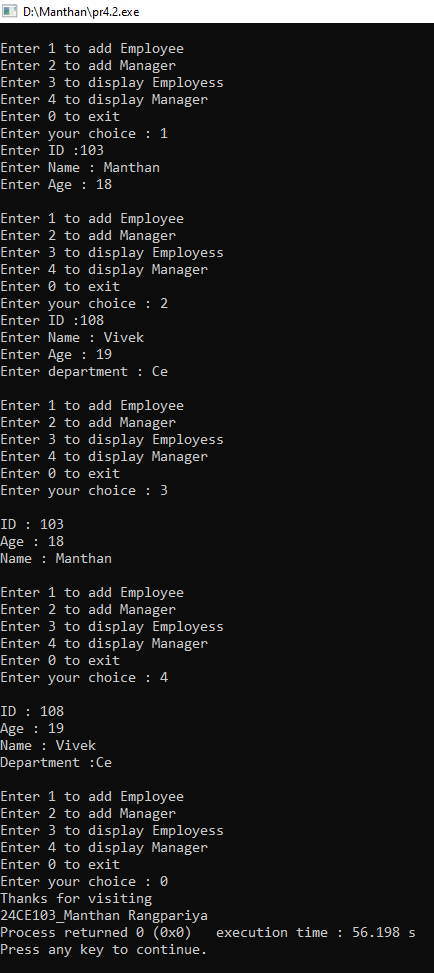 D:\Manthan\pr4.2.exe
Enter 1 to add Employee
Enter 2 to add Manager
Enter 3 to display Employess
Enter 4 to display Manager
Enter 0 to exit
Enter your choice : 1
Enter ID :103
Enter Name : Manthan
Enter Age : 18
Enter 1 to add Employee
Enter 2 to add Manager
Enter 3 to display Employess
Enter 4 to display Manager
Enter 0 to exit
Enter your choice : 2
Enter ID :108
Enter Name : Vivek
Enter Age : 19
Enter department : Ce
Enter 1 to add Employee
Enter 2 to add Manager
Enter 3 to display Employess
Enter 4 to display Manager
Enter 0 to exit
Enter your choice : 3
ID : 103
Age : 18
Name : Manthan
Enter 1 to add Employee
Enter 2 to add Manager
Enter 3 to display Employess
Enter 4 to display Manager
Enter 0 to exit
Enter your choice : 4
ID : 108
Age : 19
Name : Vivek
Department :Ce
Enter 1 to add Employee
Enter 2 to add Manager
Enter 3 to display Employess
Enter 4 to display Manager
Enter 0 to exit
Enter your choice : 0
Thanks for visiting
24CE103_Manthan Rangpariya
Process returned 0 (0x0)   execution time : 56.198 s
Press any key to continue.